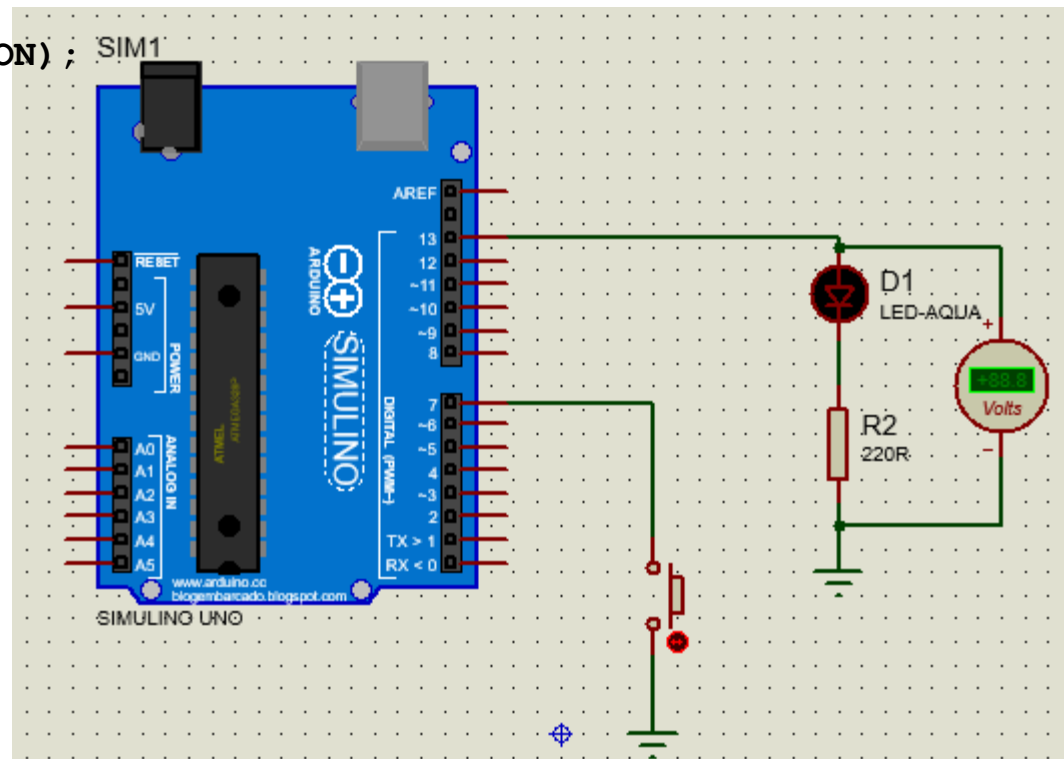 ON);
SIM1
AREF
13
12
~11
~10
~9
8
ARDUINO
RESET
5V
GND
POWER
ATMEL
ATMEGA328P
SIMULINO
DIGITAL (PWM~)
7
~6
~5
4
~3
2
TX > 1
RX < 0
ANALOG IN
A0
A1
A2
A3
A4
A5
www.arduino.cc
blogembarcado.blogspot.com
SIMULINO UNO
D1
LED-AQUA
+
+88.8
Volts
−
R2
220R